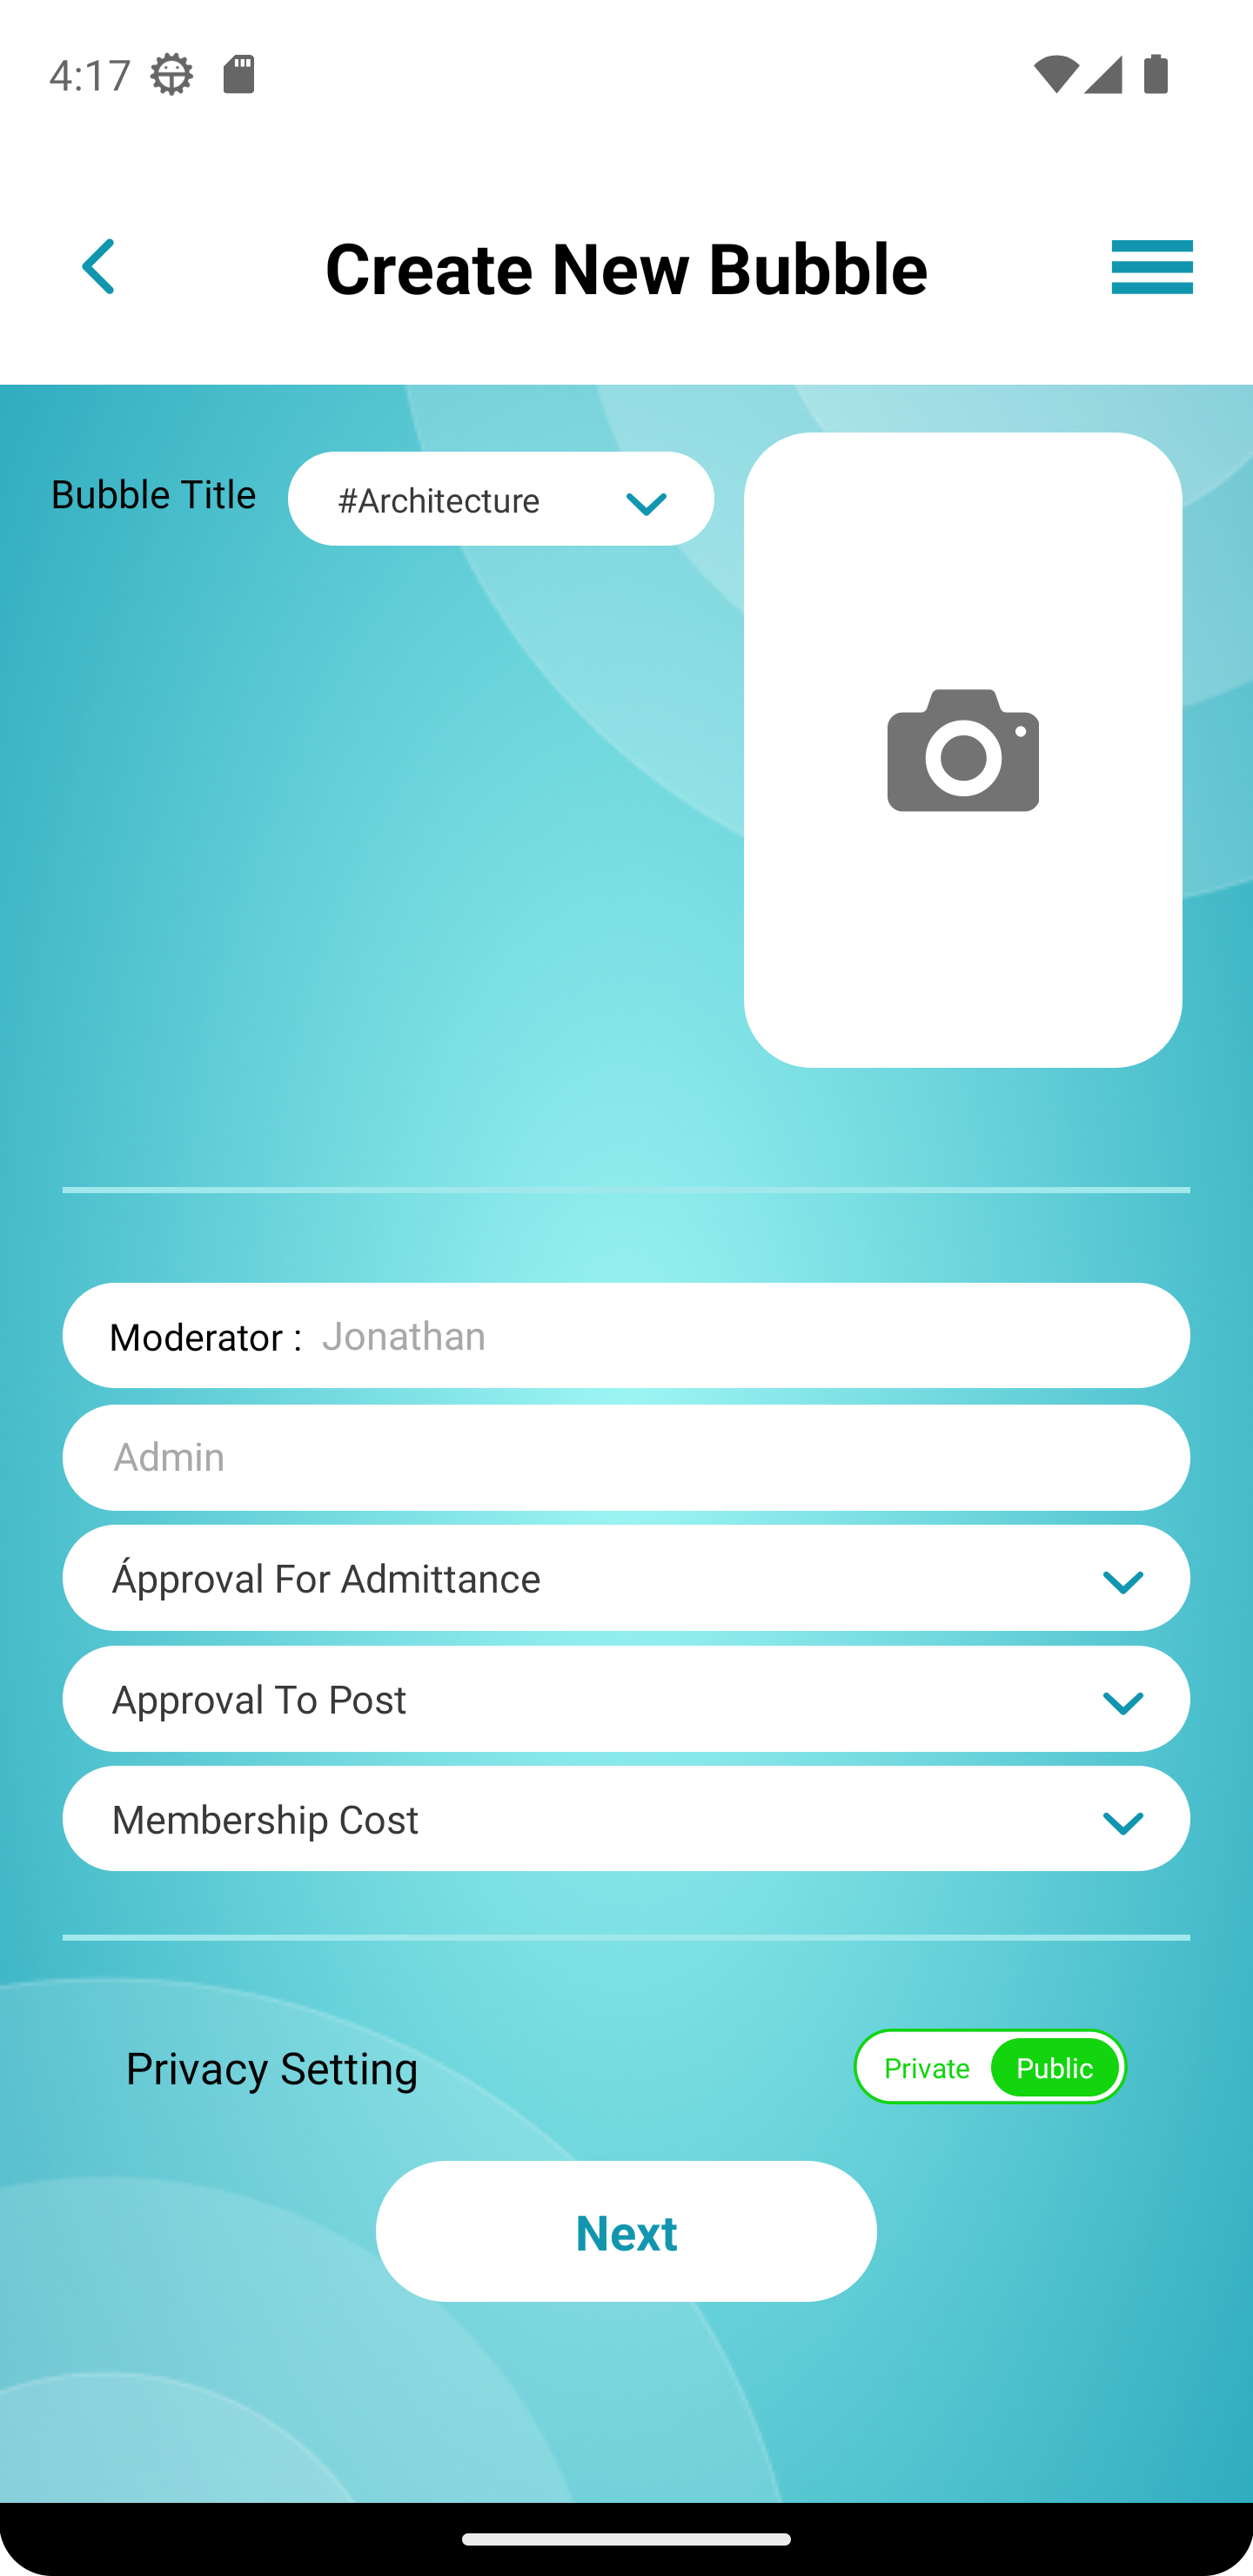 4:17
Create New Bubble
Bubble Title
#Architecture
Moderator : Jonathan
Admin
Ápproval For Admittance
Approval To Post
Membership Cost
Privacy Setting
Private Public
Next